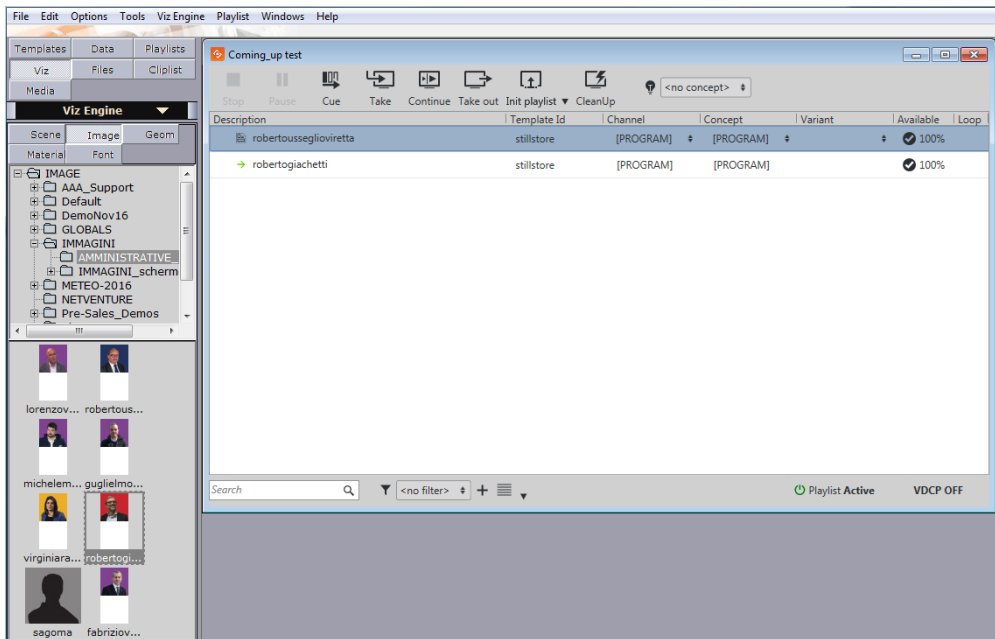 File Edit Options Tools Viz Engine Playlist Windows Help
Templates Data Playlists
Viz Files Cliplist
Media
Viz Engine
Scene Image Geom
Material Font
IMAGE
AAA_Support
Default
DemoNov16
GLOBALS
IMMAGINI
AMMINISTRATIVE_
IMMAGINI_scherm
METEO-2016
NETVENTURE
Pre-Sales_Demos
lorenzov... robertous...
michelem... guglielmo...
virginiara... robertogi...
sagoma fabriziov...
Coming_up test
Stop Pause Cue Take Continue Take out Init playlist CleanUp <no concept>
Description Template Id Channel Concept Variant Available Loop
robertousseglioviretta stillstore [PROGRAM] [PROGRAM] 100%
robertogiachetti stillstore [PROGRAM] [PROGRAM] 100%
Search <no filter> Playlist Active VDCP OFF